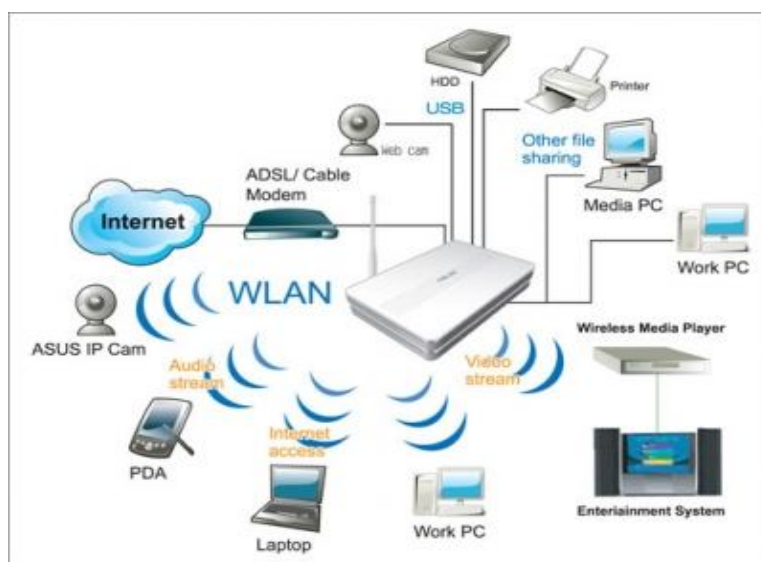 HDD
USB
Printer
Web cam
Other file
sharing
ADSL/ Cable
Modem
Internet
Media PC
Work PC
WLAN
ASUS IP Cam
Wireless Media Player
Audio
stream
Video
stream
PDA
Internet
access
Laptop
Work PC
Enteriainment System